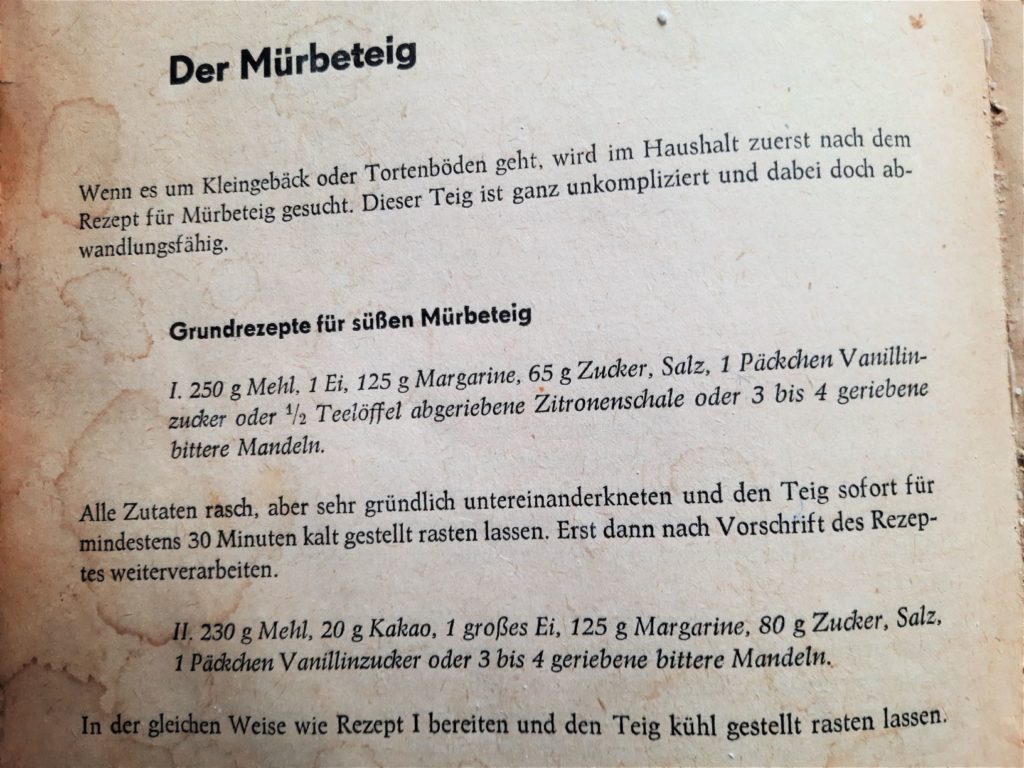 Der Mürbeteig
Wenn es um Kleingebäck oder Tortenböden geht, wird im Haushalt zuerst nach dem
Rezept für Mürbeteig gesucht. Dieser Teig ist ganz unkompliziert und dabei doch ab-
wandlungsfähig.
Grundrezepte für süßen Mürbeteig
I. 250 g Mehl, 1 Ei, 125 g Margarine, 65 g Zucker, Salz, 1 Päckchen Vanillin-
zucker oder ½ Teelöffel abgeriebene Zitronenschale oder 3 bis 4 geriebene
bittere Mandeln.
Alle Zutaten rasch, aber sehr gründlich untereinanderkneten und den Teig sofort für
mindestens 30 Minuten kalt gestellt rasten lassen. Erst dann nach Vorschrift des Rezep-
tes weiterverarbeiten.
II. 230 g Mehl, 20 g Kakao, 1 großes Ei, 125 g Margarine, 80 g Zucker, Salz,
1 Päckchen Vanillinzucker oder 3 bis 4 geriebene bittere Mandeln.
In der gleichen Weise wie Rezept I bereiten und den Teig kühl gestellt rasten lassen.